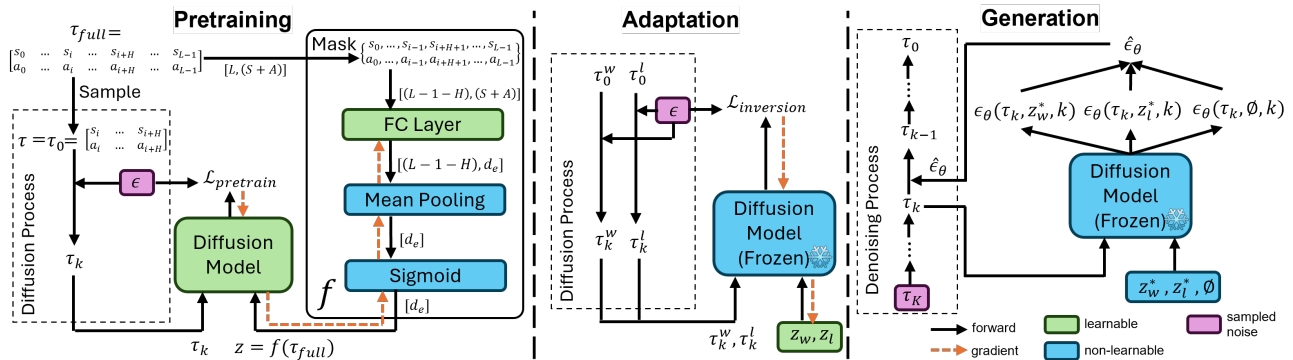 Pretraining
τ_full =
[s_0 … s_i … s_{i+H} … s_{L-1}
a_0 … a_i … a_{i+H} … a_{L-1}]
[L,(S + A)]
Sample
τ = τ_0 = [s_i … s_{i+H}
a_i … a_{i+H}]
ϵ
ℒ_pretrain
Diffusion Process
τ_k
Diffusion
Model
τ_k
z = f(τ_full)
Mask
{s_0, …, s_{i-1}, s_{i+H+1}, …, s_{L-1}
a_0, …, a_{i-1}, a_{i+H+1}, …, a_{L-1}}
[(L − 1 − H),(S + A)]
FC Layer
[(L − 1 − H), d_e]
Mean Pooling
[d_e]
Sigmoid
f
[d_e]
Adaptation
τ_0^w τ_0^l
ϵ
ℒ_inversion
Diffusion Process
τ_k^w τ_k^l
Diffusion
Model
(Frozen)
τ_k^w, τ_k^l
z_w, z_l
Generation
Denoising Process
τ_0
τ_{k-1}
ϵ̂_θ
τ_k
τ_K
ϵ̂_θ
ϵ_θ(τ_k, z_w^*, k) ϵ_θ(τ_k, z_l^*, k) ϵ_θ(τ_k, ∅, k)
Diffusion
Model
(Frozen)
z_w^*, z_l^*, ∅
forward
gradient
learnable
non-learnable
sampled
noise